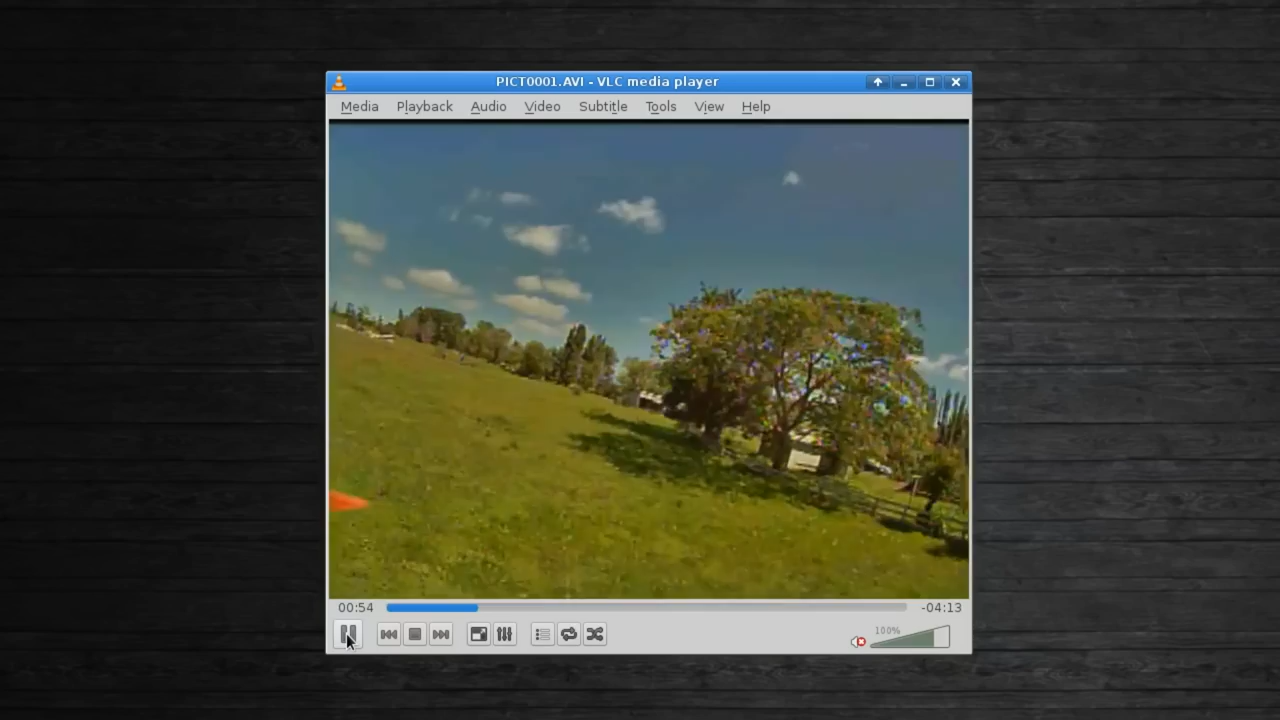 PICT0001.AVI - VLC media player
Media Playback Audio Video Subtitle Tools View Help
00:54 -04:13
100%